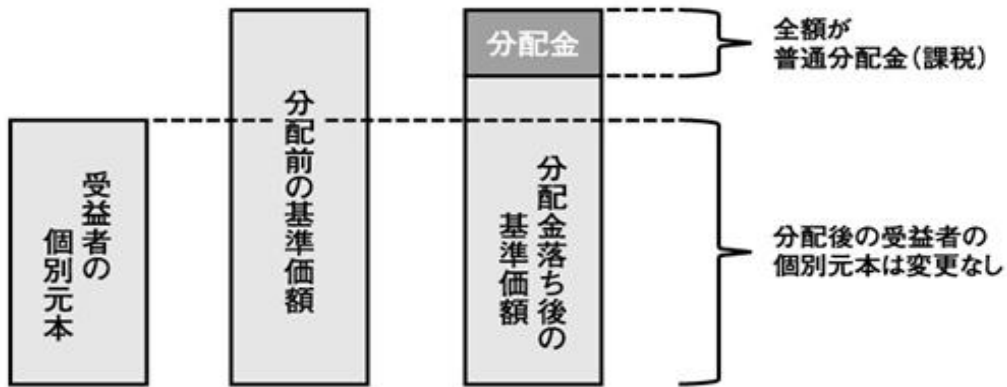 受益者の
個別元本
分配前の基準価額
分配金
分配金落ち後の
基準価額
全額が
普通分配金(課税)
分配後の受益者の
個別元本は変更なし